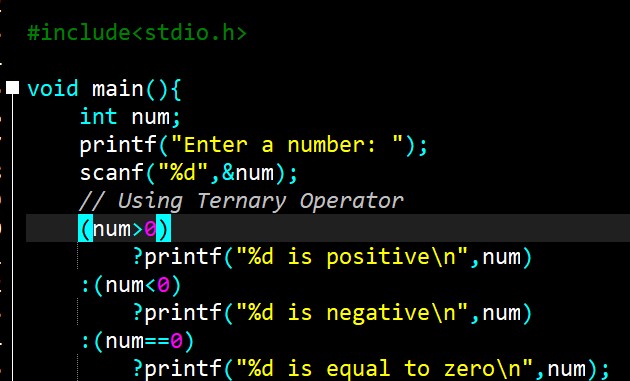 #include<stdio.h>
void main(){
    int num;
    printf("Enter a number: ");
    scanf("%d",&num);
    // Using Ternary Operator
    (num>0)
        ?printf("%d is positive\n",num)
    :(num<0)
        ?printf("%d is negative\n",num)
    :(num==0)
        ?printf("%d is equal to zero\n",num);